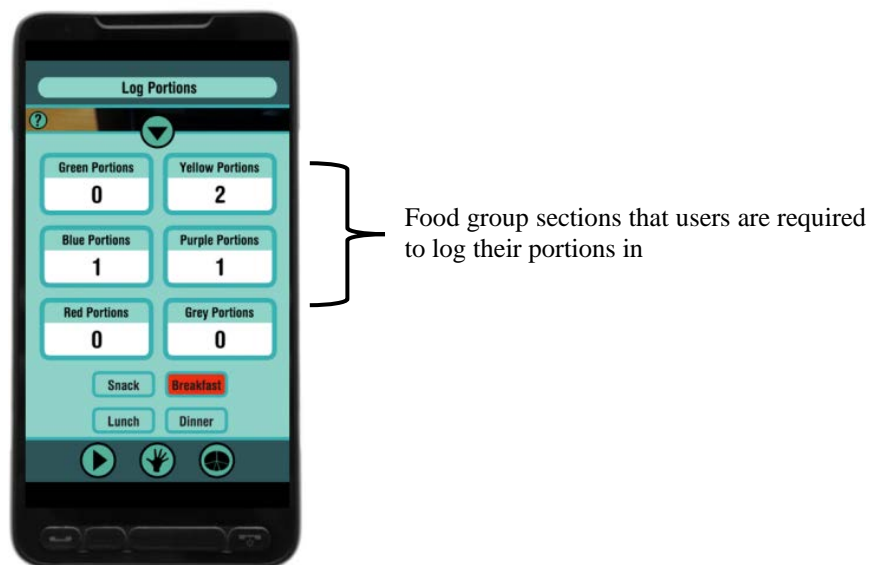 Log Portions
?
Green Portions
0
Yellow Portions
2
Blue Portions
1
Purple Portions
1
Red Portions
0
Grey Portions
0
Snack
Breakfast
Lunch
Dinner
Food group sections that users are required
to log their portions in